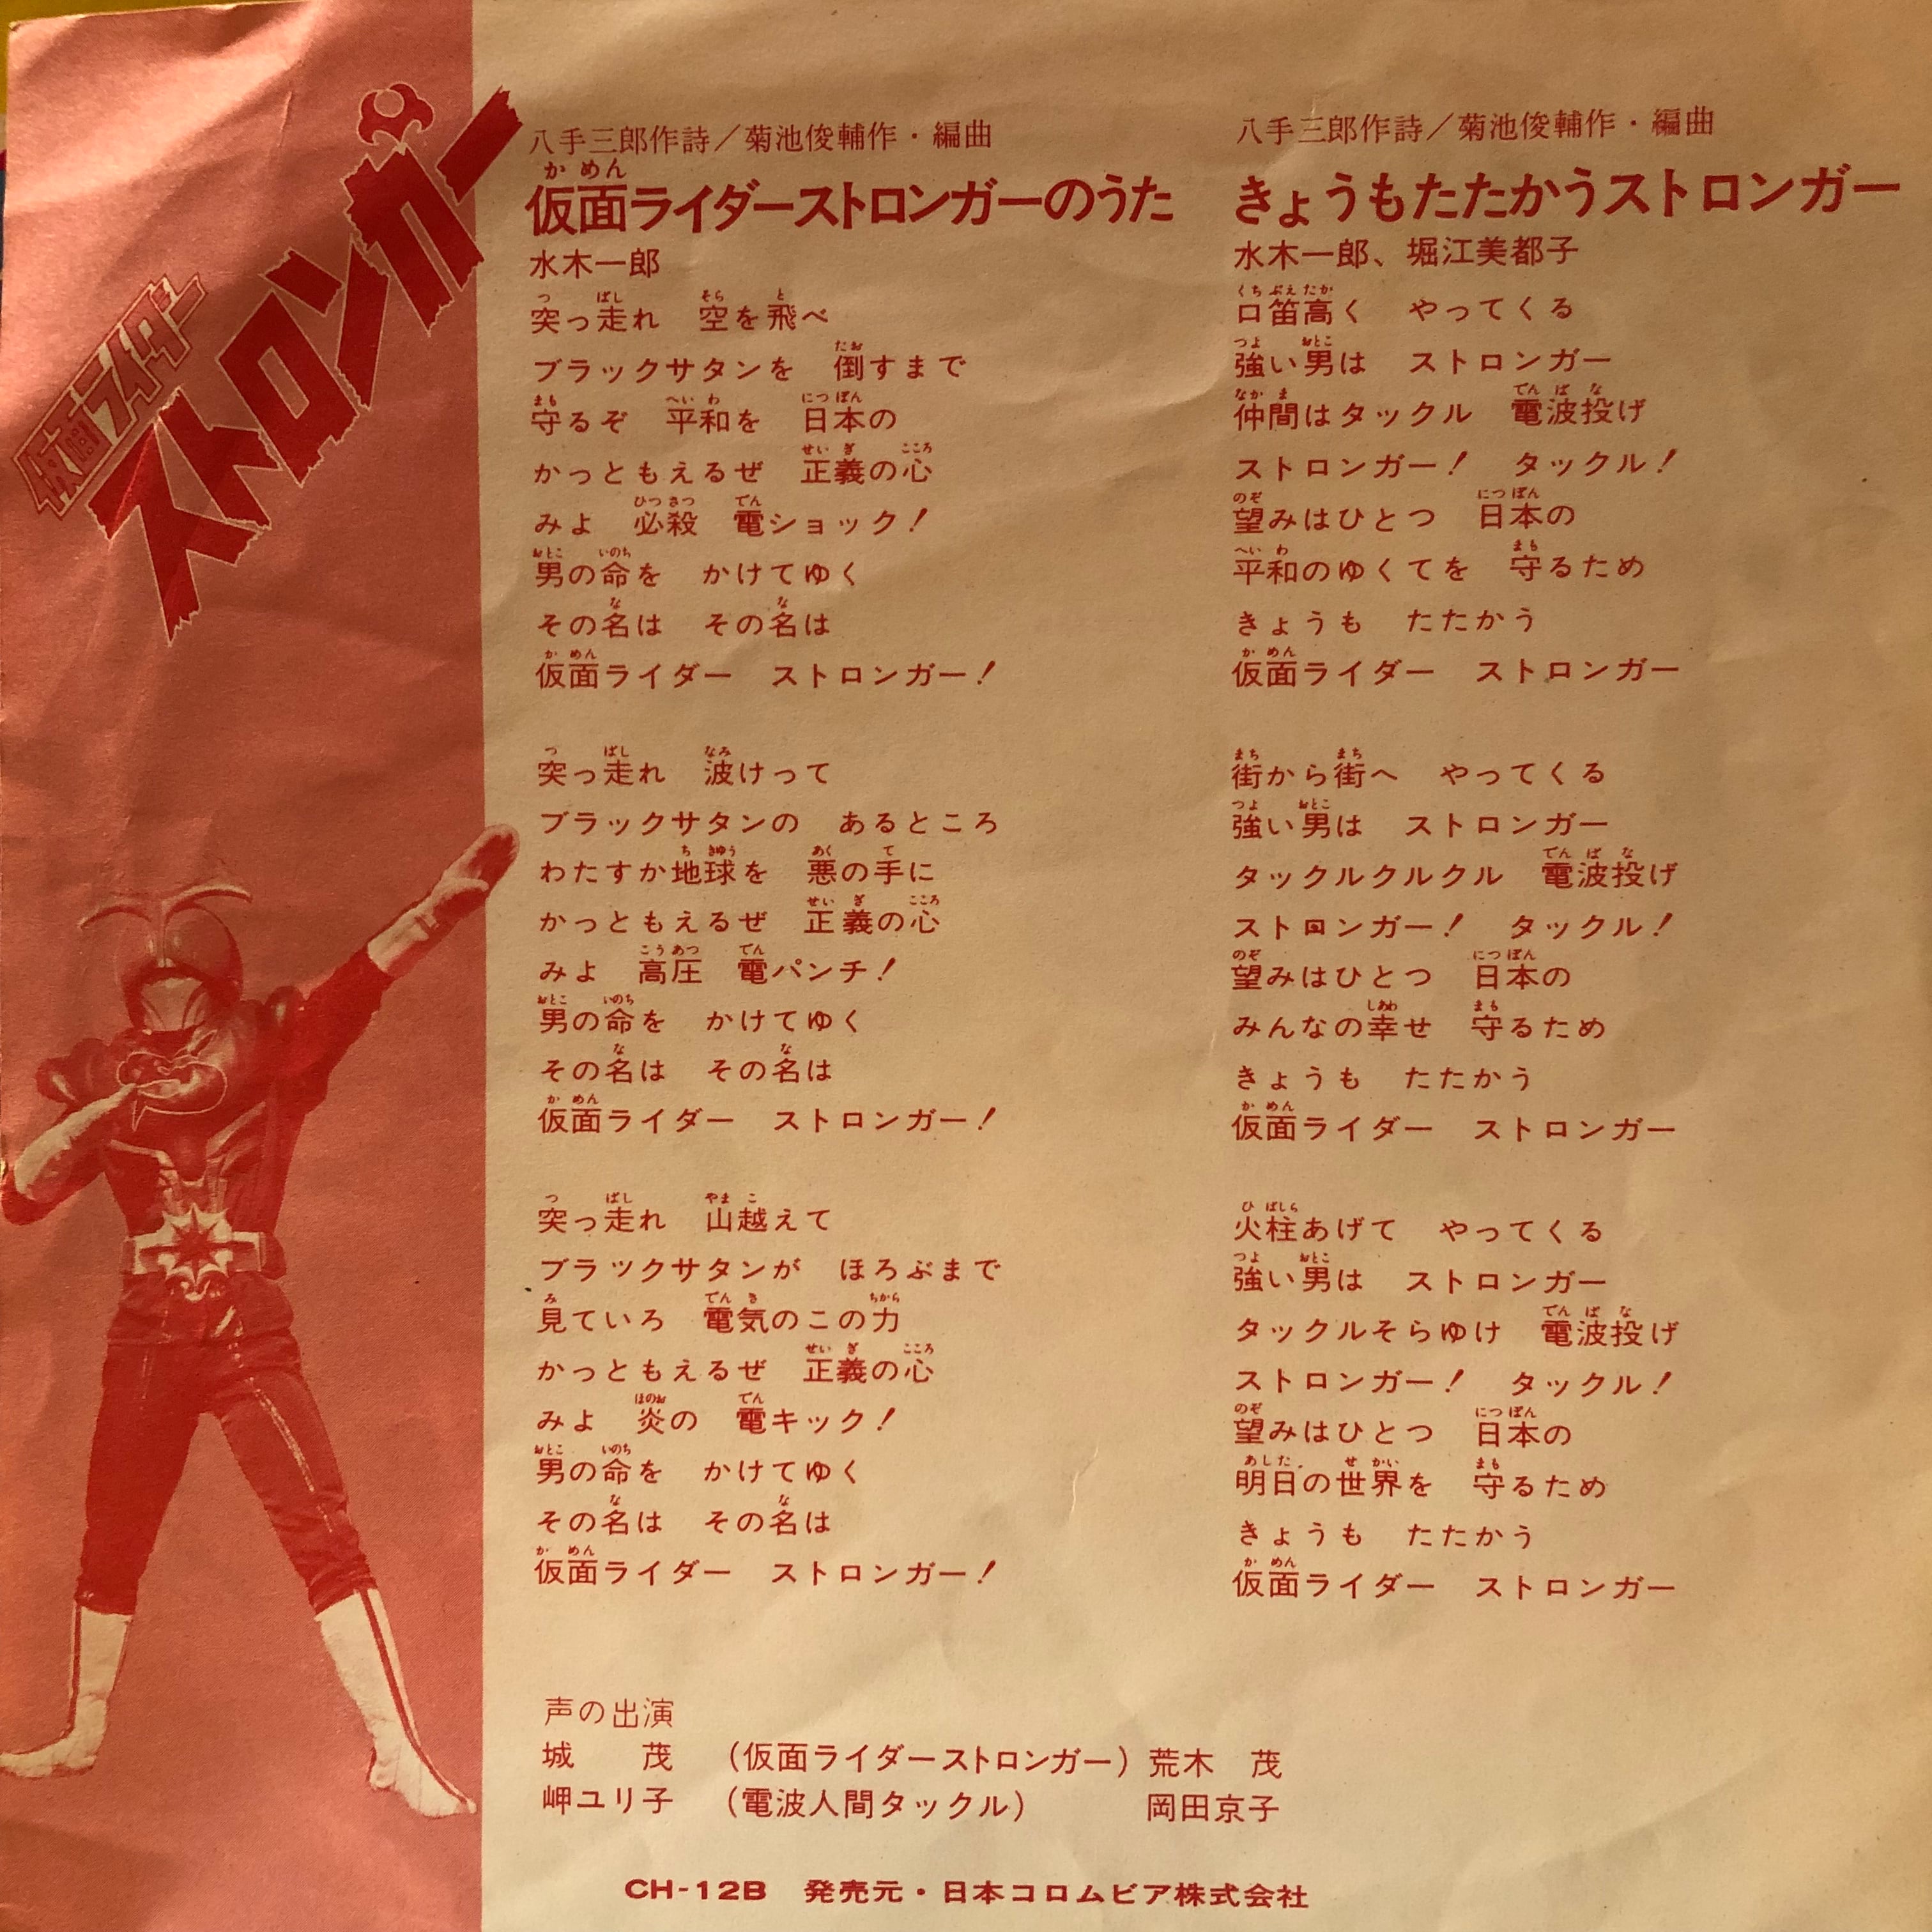 仮面ライダー
ストロンガー
八手三郎作詩／菊池俊輔作・編曲
仮面ライダーストロンガーのうた
水木一郎
突っ走れ　空を飛べ
ブラックサタンを　倒すまで
守るぞ　平和を　日本の
かっともえるぜ　正義の心
みよ　必殺　電ショック！
男の命を　かけてゆく
その名は　その名は
仮面ライダー　ストロンガー！
突っ走れ　波けって
ブラックサタンの　あるところ
わたすか地球を　悪の手に
かっともえるぜ　正義の心
みよ　高圧　電パンチ！
男の命を　かけてゆく
その名は　その名は
仮面ライダー　ストロンガー！
突っ走れ　山越えて
ブラックサタンが　ほろぶまで
見ていろ　電気のこの力
かっともえるぜ　正義の心
みよ　炎の　電キック！
男の命を　かけてゆく
その名は　その名は
仮面ライダー　ストロンガー！
八手三郎作詩／菊池俊輔作・編曲
きょうもたたかうストロンガー
水木一郎、堀江美都子
口笛高く　やってくる
強い男は　ストロンガー
仲間はタックル　電波投げ
ストロンガー！　タックル！
望みはひとつ　日本の
平和のゆくてを　守るため
きょうも　たたかう
仮面ライダー　ストロンガー
街から街へ　やってくる
強い男は　ストロンガー
タックルクルクル　電波投げ
ストロンガー！　タックル！
望みはひとつ　日本の
みんなの幸せ　守るため
きょうも　たたかう
仮面ライダー　ストロンガー
火柱あげて　やってくる
強い男は　ストロンガー
タックルそらゆけ　電波投げ
ストロンガー！　タックル！
望みはひとつ　日本の
明日の世界を　守るため
きょうも　たたかう
仮面ライダー　ストロンガー
声の出演
城　　茂　（仮面ライダーストロンガー）荒木　茂
岬ユリ子　（電波人間タックル）　岡田京子
CH-12B　発売元・日本コロムビア株式会社